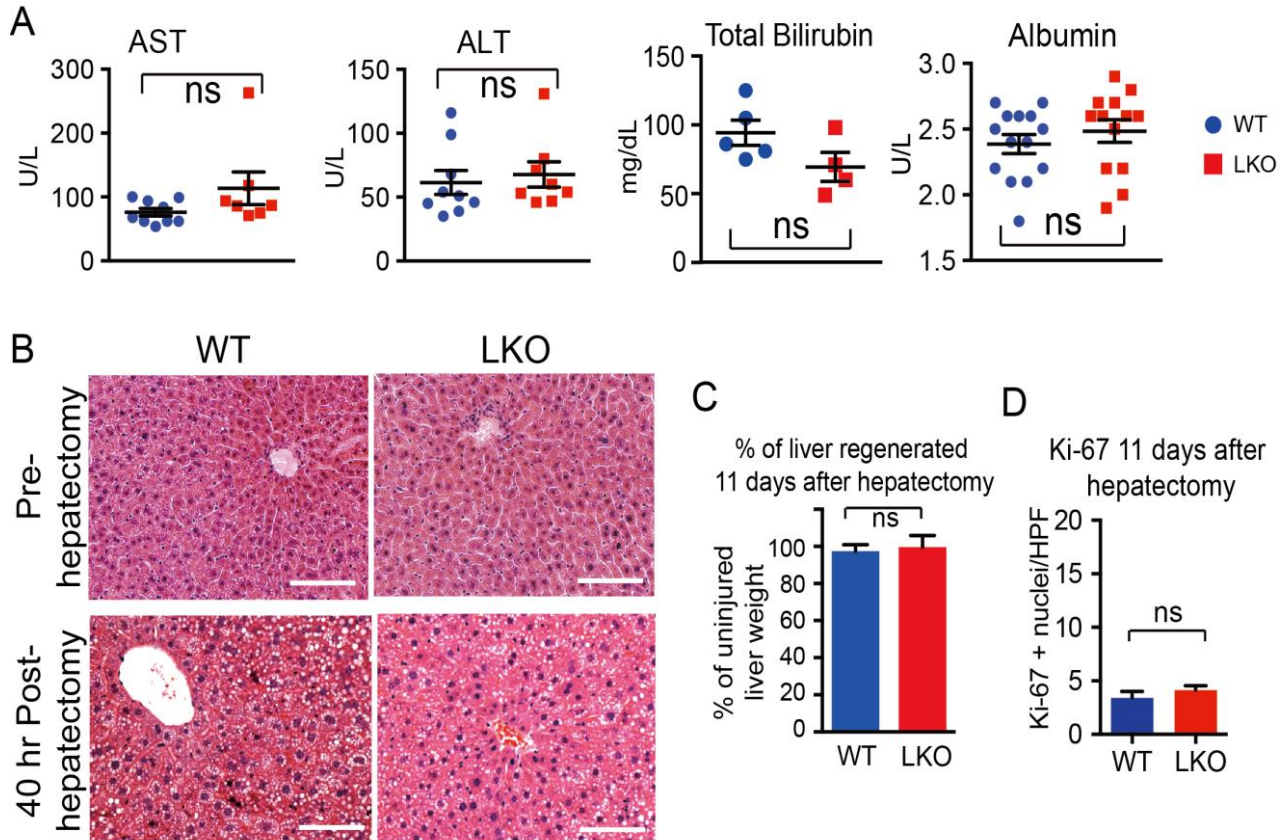 A
AST
300
200
100
0
U/L
ns
ALT
150
100
50
0
U/L
ns
Total Bilirubin
150
100
50
0
mg/dL
ns
Albumin
3.0
2.5
2.0
1.5
U/L
ns
WT
LKO
B
WT
LKO
Pre-
hepatectomy
40 hr Post-
hepatectomy
C
% of liver regenerated
11 days after hepatectomy
ns
100
80
60
40
20
0
% of uninjured
liver weight
WT
LKO
D
Ki-67 11 days after
hepatectomy
20
15
10
5
0
Ki-67 + nuclei/HPF
ns
WT
LKO